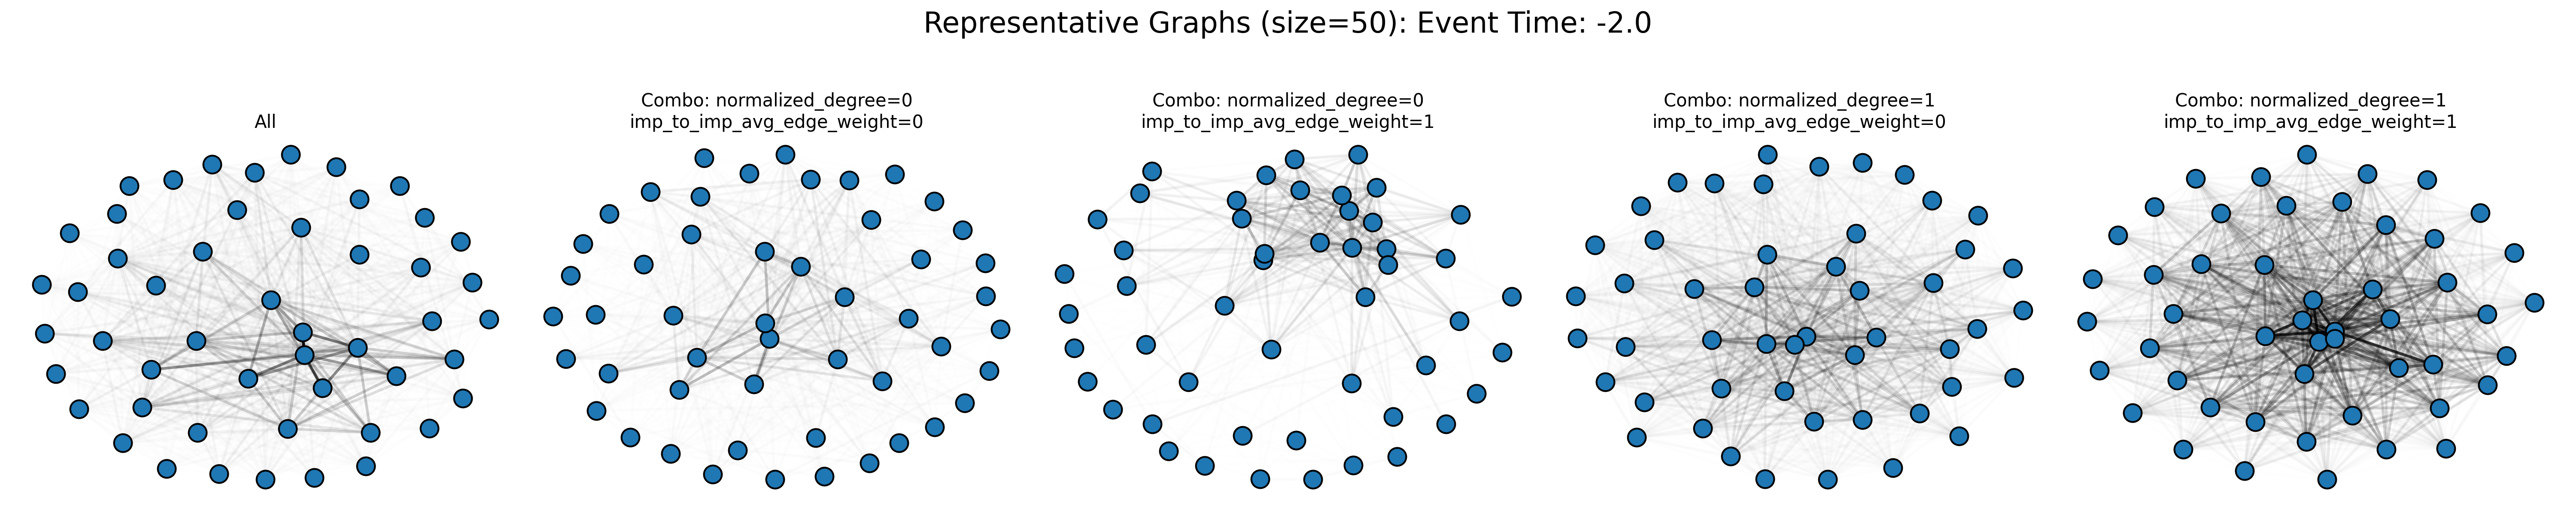 Representative Graphs (size=50): Event Time: -2.0
All
Combo: normalized_degree=0
imp_to_imp_avg_edge_weight=0
Combo: normalized_degree=0
imp_to_imp_avg_edge_weight=1
Combo: normalized_degree=1
imp_to_imp_avg_edge_weight=0
Combo: normalized_degree=1
imp_to_imp_avg_edge_weight=1